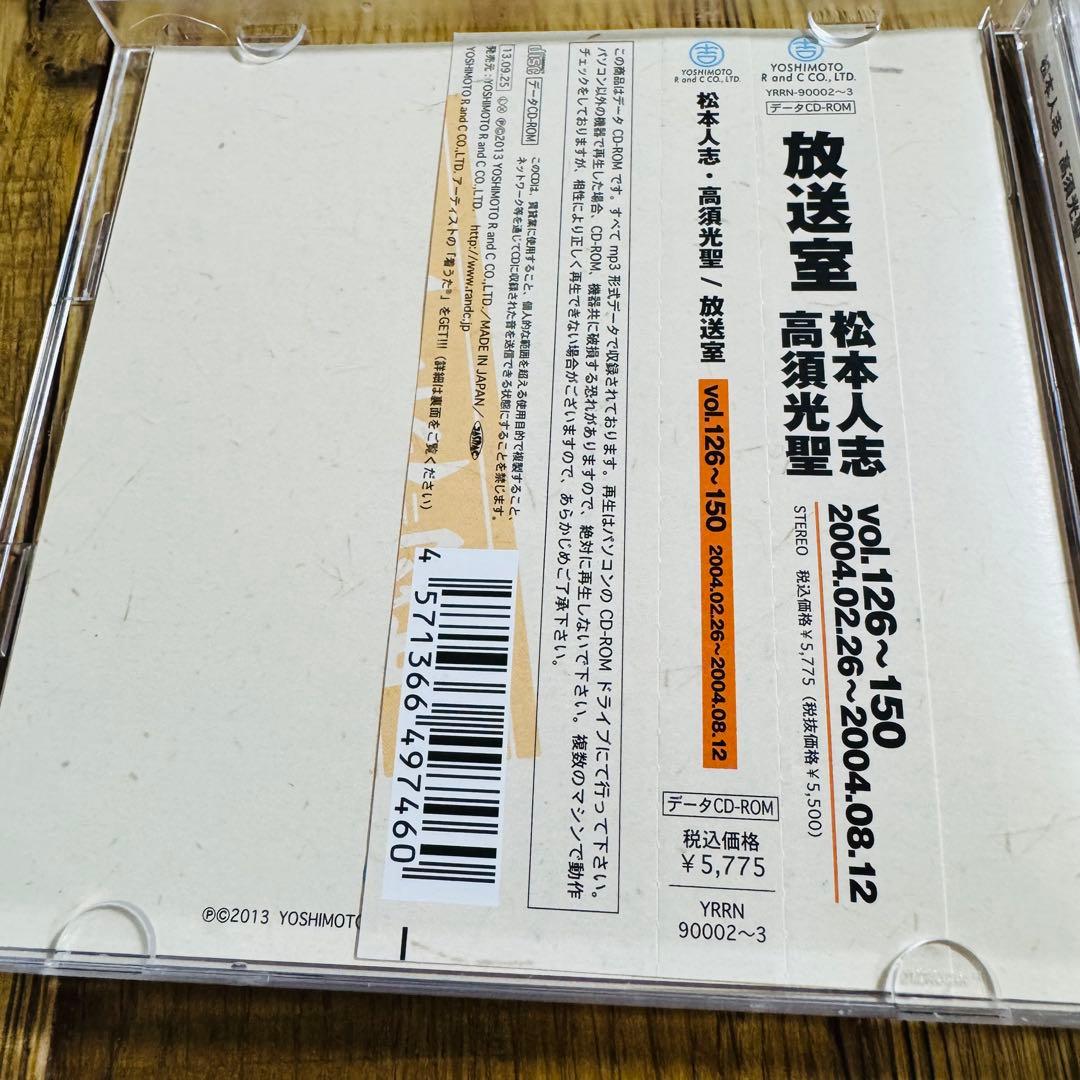 YOSHIMOTO
R and C CO., LTD.
YRRN-90002～3
データCD-ROM
放送室
松本人志
高須光聖
vol.126～150
2004.02.26～2004.08.12
STEREO 税込価格￥5,775（税抜価格￥5,500）
YOSHIMOTO
R and C CO., LTD.
松本人志・高須光聖 / 放送室
vol.126～150 2004.02.26～2004.08.12
データCD-ROM
税込価格
￥5,775
YRRN
90002～3
この商品はデータ CD-ROM です。すべて mp3 形式データで収録されております。再生はパソコンの CD-ROM ドライブにて行って下さい。
パソコン以外の機器で再生した場合、CD-ROM、機器共に破損する恐れがありますので、絶対に再生しないで下さい。複数のマシンで動作
チェックをしておりますが、相性により正しく再生できない場合がございますので、あらかじめご了承下さい。
disc データCD-ROM
このCDは、賃貸業に使用すること、個人的な範囲を超える使用目的で複製すること、
ネットワーク等を通じてCDに収録された音を送信できる状態にすることを禁じます。
13.09.25 Ⓟ©2013 YOSHIMOTO R and C CO.,LTD./MADE IN JAPAN/JASRAC
発売元：YOSHIMOTO R and C CO.,LTD. http://www.randc.jp
YOSHIMOTO R and C CO.,LTD.アーティストの「着うた®」をGET!!!（詳細は裏面をご覧ください）
4 571366 497460
Ⓟ©2013 YOSHIMOTO